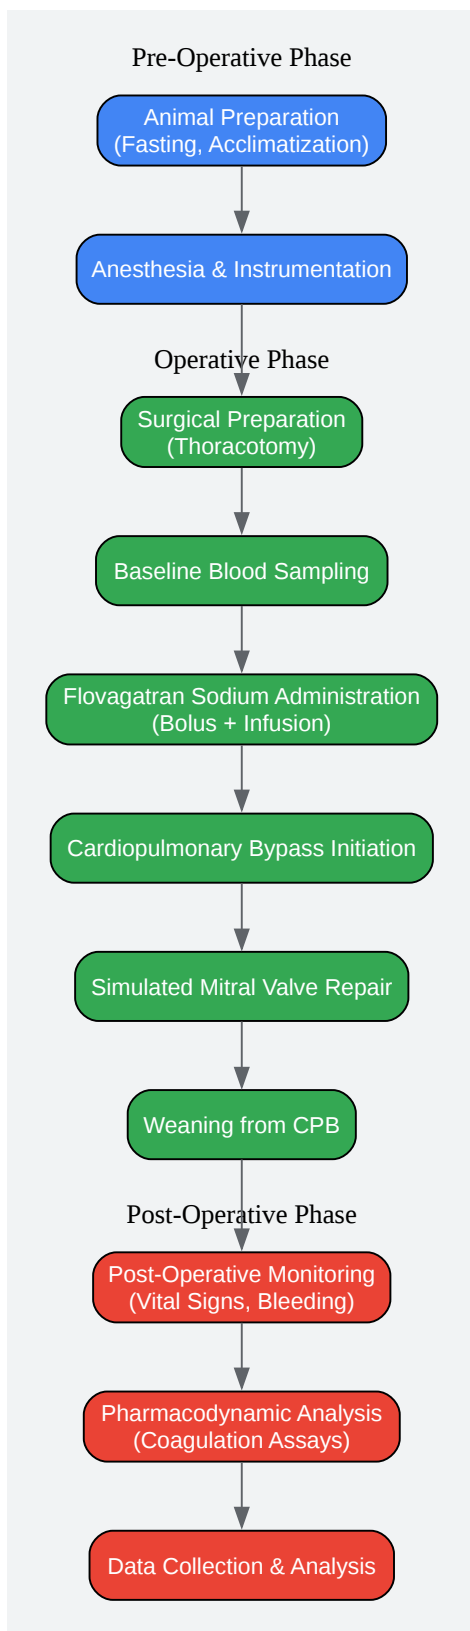 Pre-Operative Phase
Animal Preparation
(Fasting, Acclimatization)
Anesthesia & Instrumentation
Operative Phase
Surgical Preparation
(Thoracotomy)
Baseline Blood Sampling
Flovagatran Sodium Administration
(Bolus + Infusion)
Cardiopulmonary Bypass Initiation
Simulated Mitral Valve Repair
Weaning from CPB
Post-Operative Phase
Post-Operative Monitoring
(Vital Signs, Bleeding)
Pharmacodynamic Analysis
(Coagulation Assays)
Data Collection & Analysis